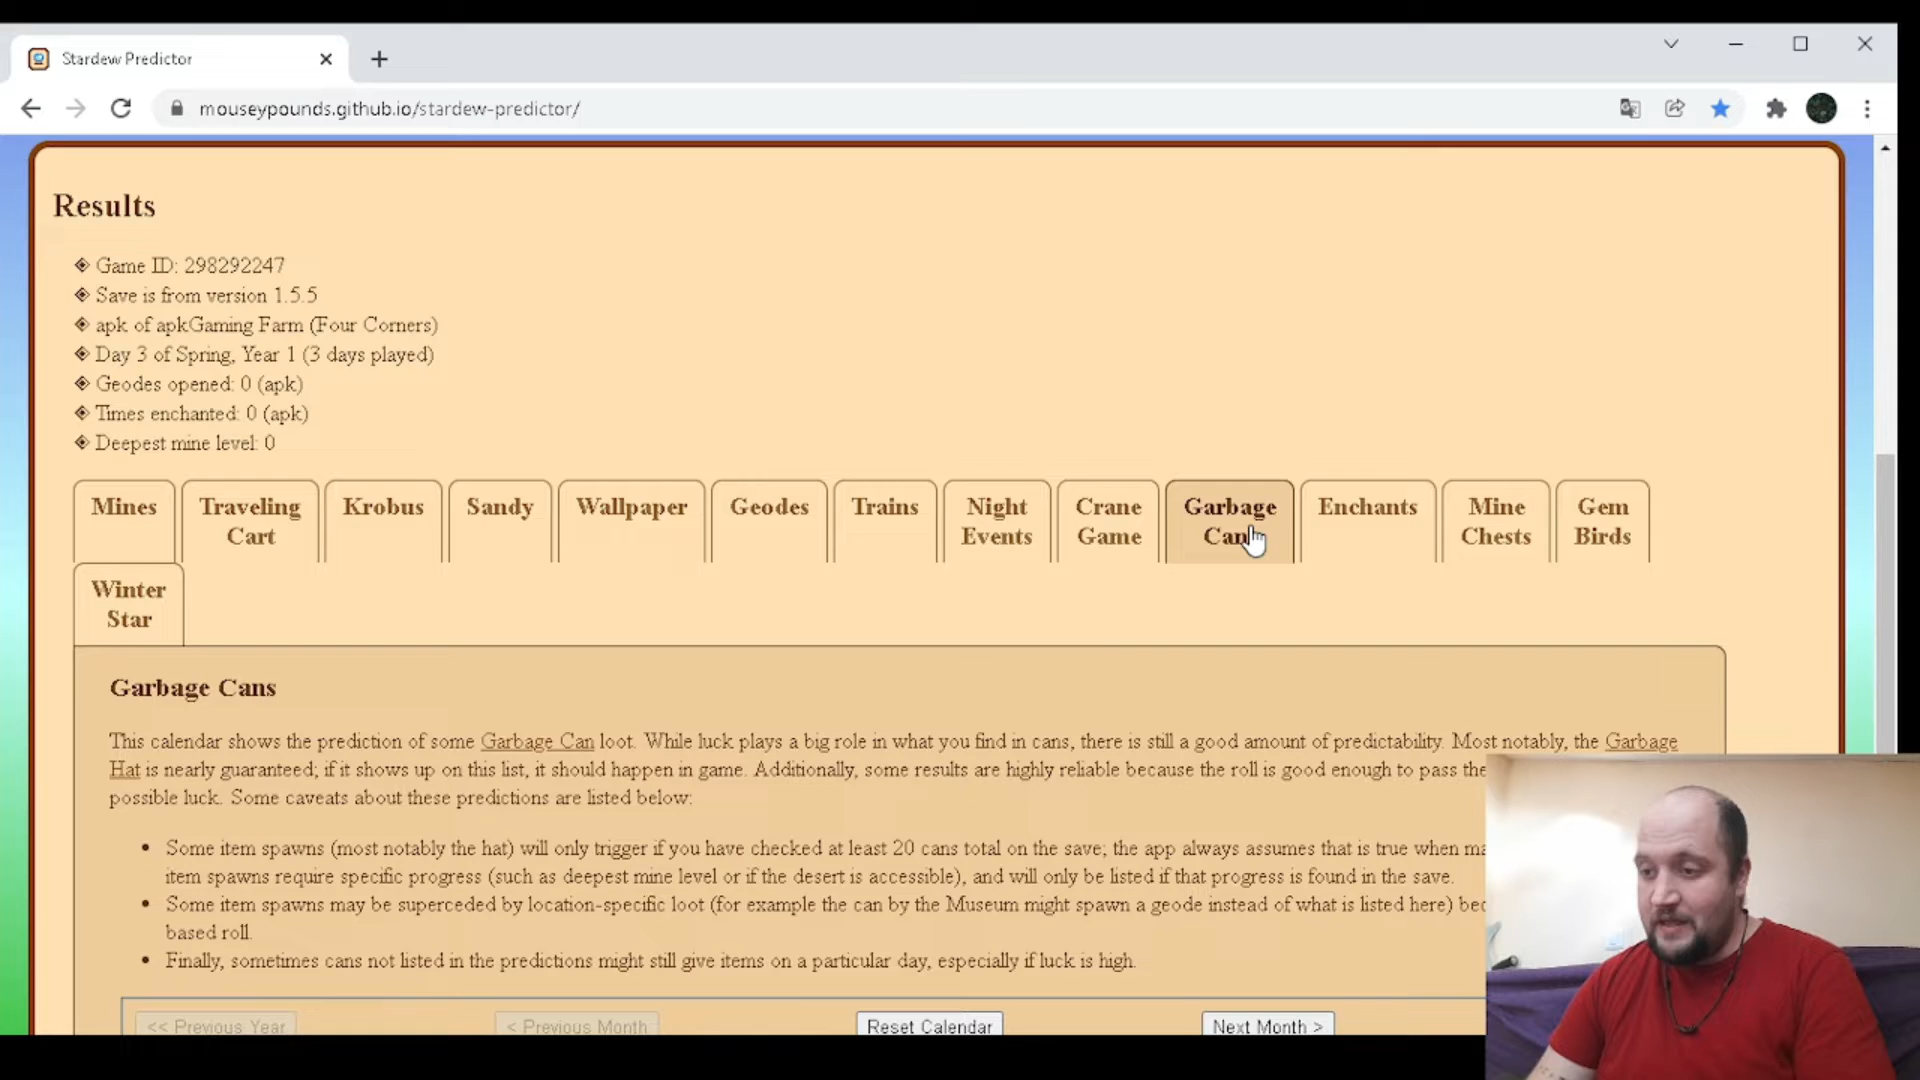 Stardew Predictor
mouseypounds.github.io/stardew-predictor/
Results
Game ID: 298292247
Save is from version 1.5.5
apk of apkGaming Farm (Four Corners)
Day 3 of Spring, Year 1 (3 days played)
Geodes opened: 0 (apk)
Times enchanted: 0 (apk)
Deepest mine level: 0
Mines
Traveling
Cart
Krobus
Sandy
Wallpaper
Geodes
Trains
Night
Events
Crane
Game
Garbage
Enchants
Mine
Chests
Gem
Birds
Winter
Star
Garbage Cans
This calendar shows the prediction of some Garbage Can loot. While luck plays a big role in what you find in cans, there is still a good amount of predictability. Most notably, the Garbage
Hat is nearly guaranteed; if it shows up on this list, it should happen in game. Additionally, some results are highly reliable because the roll is good enough to pass the
possible luck. Some caveats about these predictions are listed below:
Some item spawns (most notably the hat) will only trigger if you have checked at least 20 cans total on the save; the app always assumes that is true when
item spawns require specific progress (such as deepest mine level or if the desert is accessible), and will only be listed if that progress is found in the save.
Some item spawns may be superceded by location-specific loot (for example the can by the Museum might spawn a geode instead of what is listed here)
based roll.
Finally, sometimes cans not listed in the predictions might still give items on a particular day, especially if luck is high.
<< Previous Year
< Previous Month
Reset Calendar
Next Month >